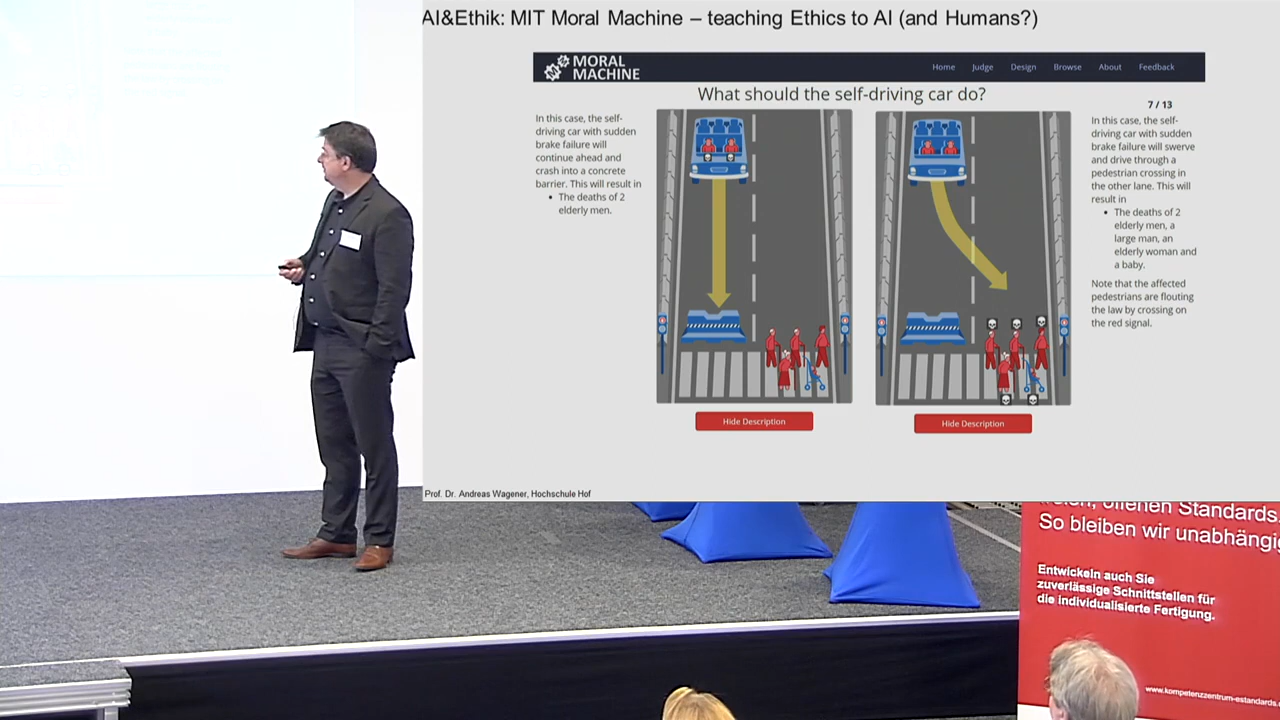 AI&Ethik: MIT Moral Machine – teaching Ethics to AI (and Humans?)
MORAL
MACHINE
Home Judge Design Browse About Feedback
What should the self-driving car do?
7 / 13
In this case, the self-
driving car with sudden
brake failure will
continue ahead and
crash into a concrete
barrier. This will result in
• The deaths of 2
elderly men.
Hide Description
In this case, the self-
driving car with sudden
brake failure will swerve
and drive through a
pedestrian crossing in
the other lane. This will
result in
• The deaths of 2
elderly men, a
large man, an
elderly woman and
a baby.
Note that the affected
pedestrians are flouting
the law by crossing on
the red signal.
Hide Description
Prof. Dr. Andreas Wagener, Hochschule Hof
offenen Standards.
So bleiben wir unabhängig
Entwickeln auch Sie
zuverlässige Schnittstellen für
die individualisierte Fertigung.
www.kompetenzzentrum-estandards.